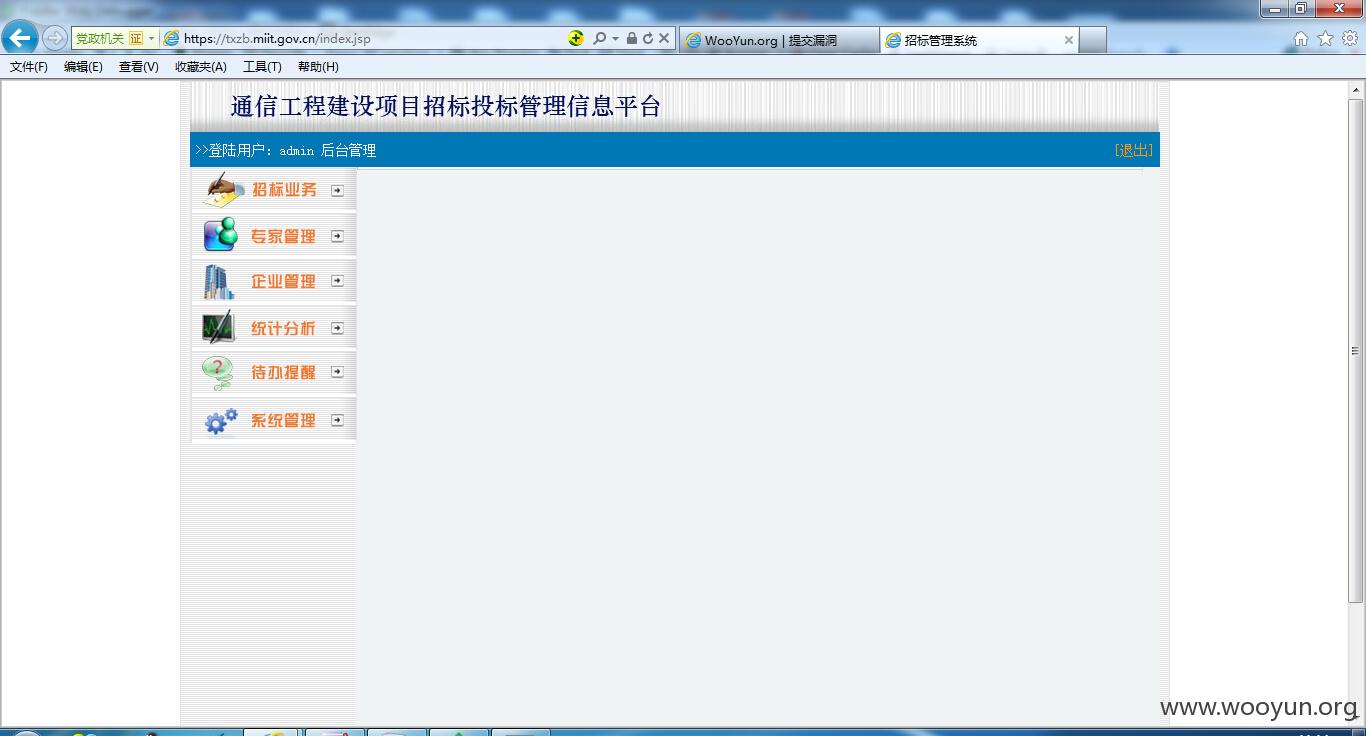 党政机关 证 https://txzb.miit.gov.cn/index.jsp WooYun.org | 提交漏洞 招标管理系统
文件(F) 编辑(E) 查看(V) 收藏夹(A) 工具(T) 帮助(H)
通信工程建设项目招标投标管理信息平台
>>登陆用户: admin 后台管理 [退出]
招标业务
专家管理
企业管理
统计分析
待办提醒
系统管理
www.wooyun.org